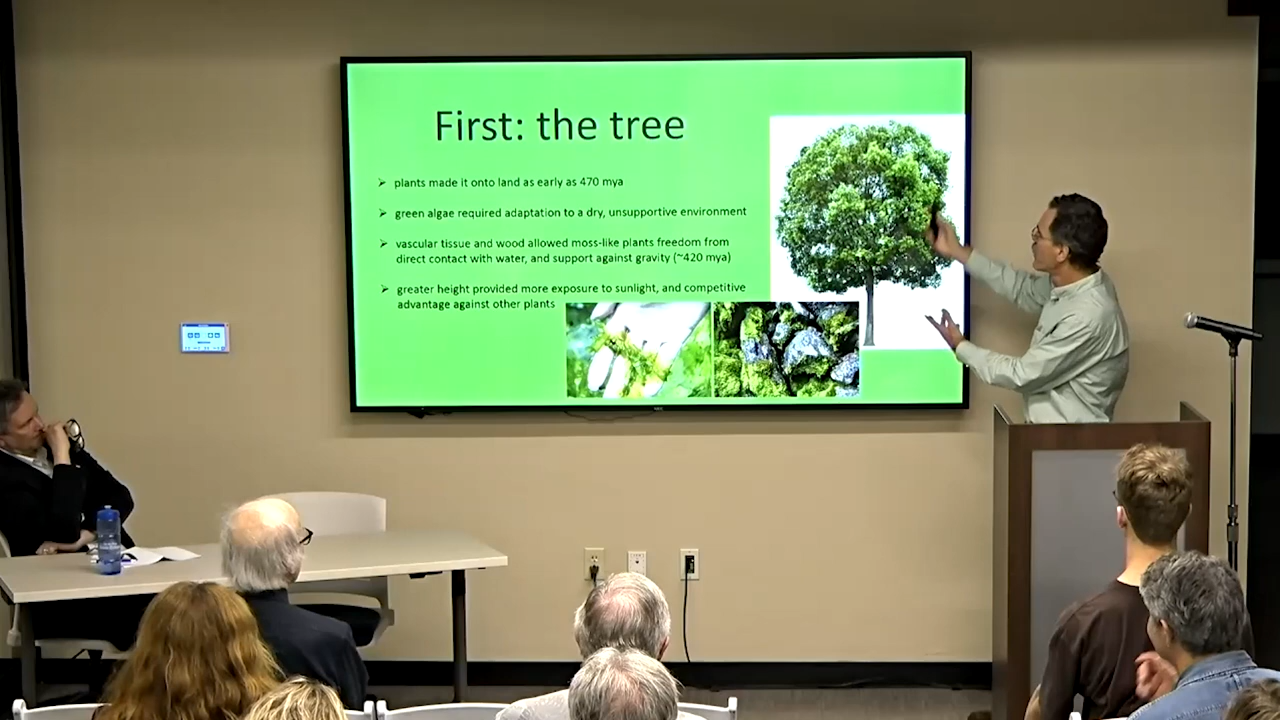 First: the tree
➢ plants made it onto land as early as 470 mya
➢ green algae required adaptation to a dry, unsupportive environment
➢ vascular tissue and wood allowed moss-like plants freedom from
direct contact with water, and support against gravity (~420 mya)
➢ greater height provided more exposure to sunlight, and competitive
advantage against other plants
NEC